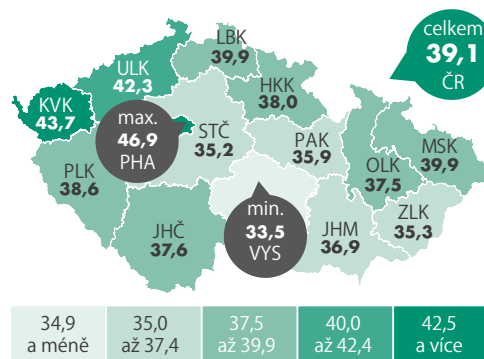 celkem
39,1
ČR
LBK
39,9
ULK
42,3
HKK
38,0
KVK
43,7
max.
46,9
PHA
STČ
35,2
PAK
35,9
MSK
39,9
PLK
38,6
OLK
37,5
ZLK
35,3
JHČ
37,6
min.
33,5
VYS
JHM
36,9
34,9
a méně
35,0
až 37,4
37,5
až 39,9
40,0
až 42,4
42,5
a více